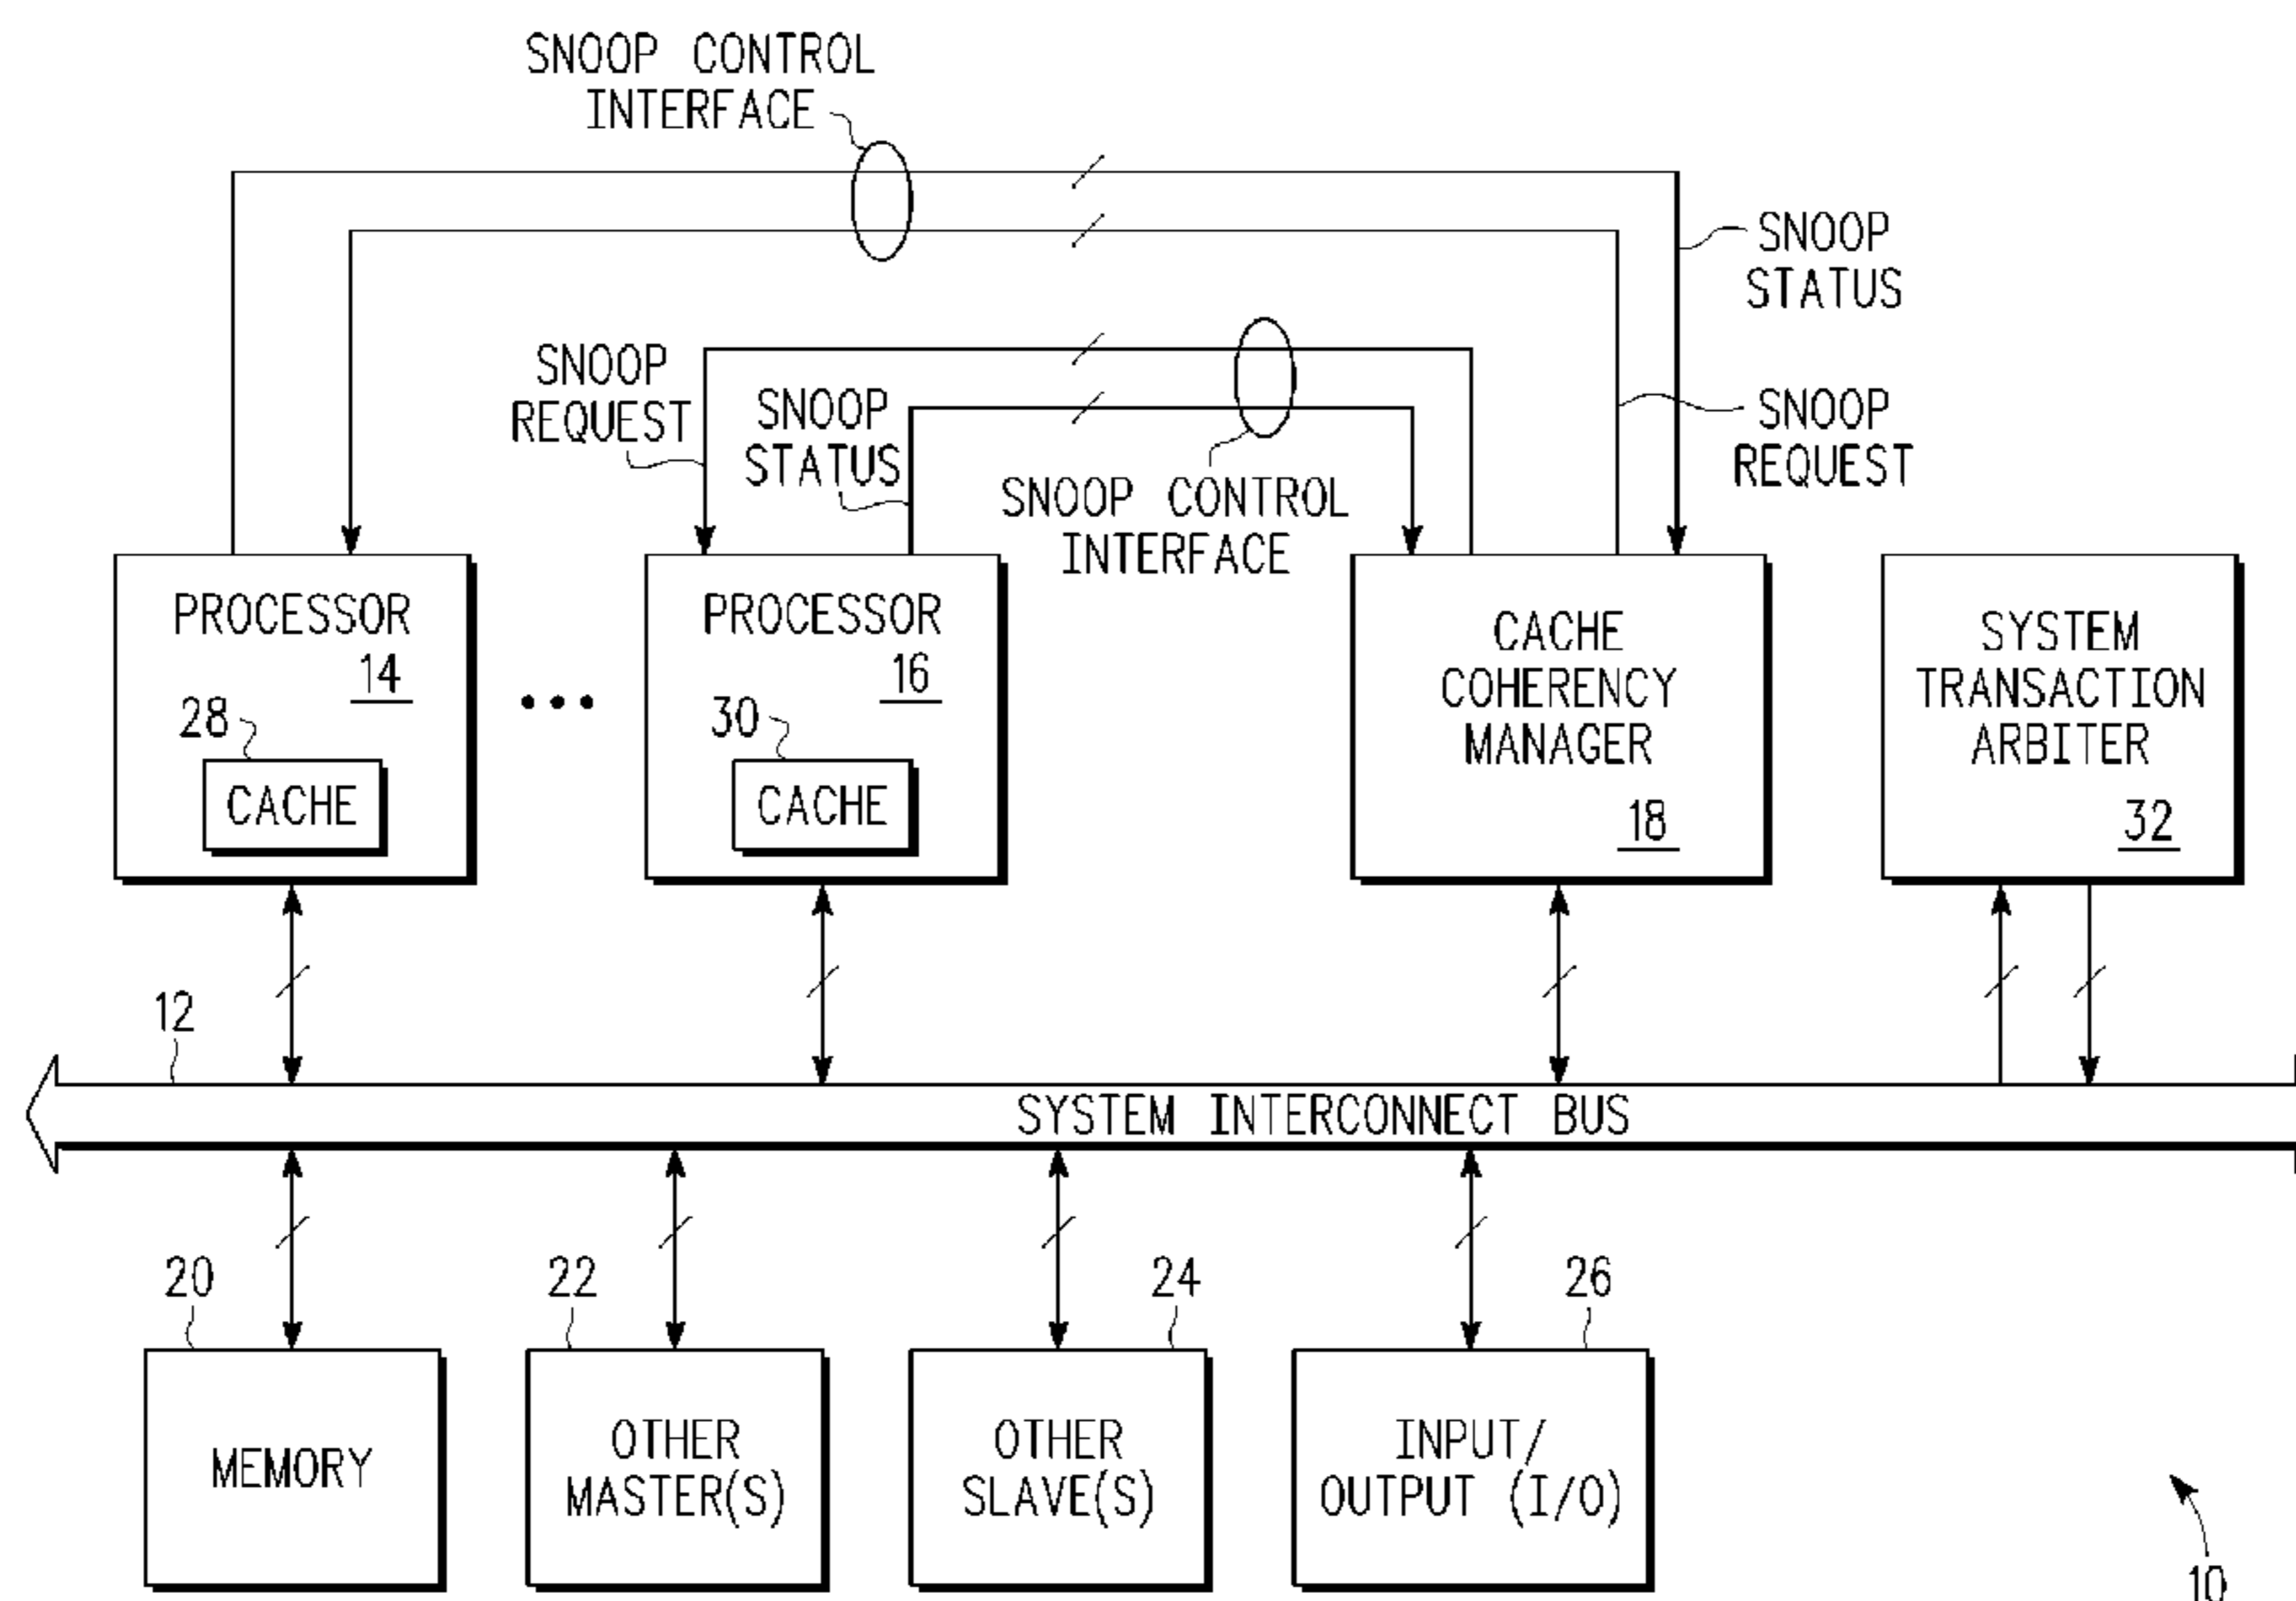 SNOOP CONTROL
INTERFACE
SNOOP
STATUS
SNOOP
REQUEST
SNOOP
STATUS
SNOOP
REQUEST
SNOOP CONTROL
INTERFACE
PROCESSOR
14
28
CACHE
PROCESSOR
16
30
CACHE
CACHE
COHERENCY
MANAGER
18
SYSTEM
TRANSACTION
ARBITER
32
12
SYSTEM INTERCONNECT BUS
20
MEMORY
22
OTHER
MASTER(S)
24
OTHER
SLAVE(S)
26
INPUT/
OUTPUT (I/O)
10